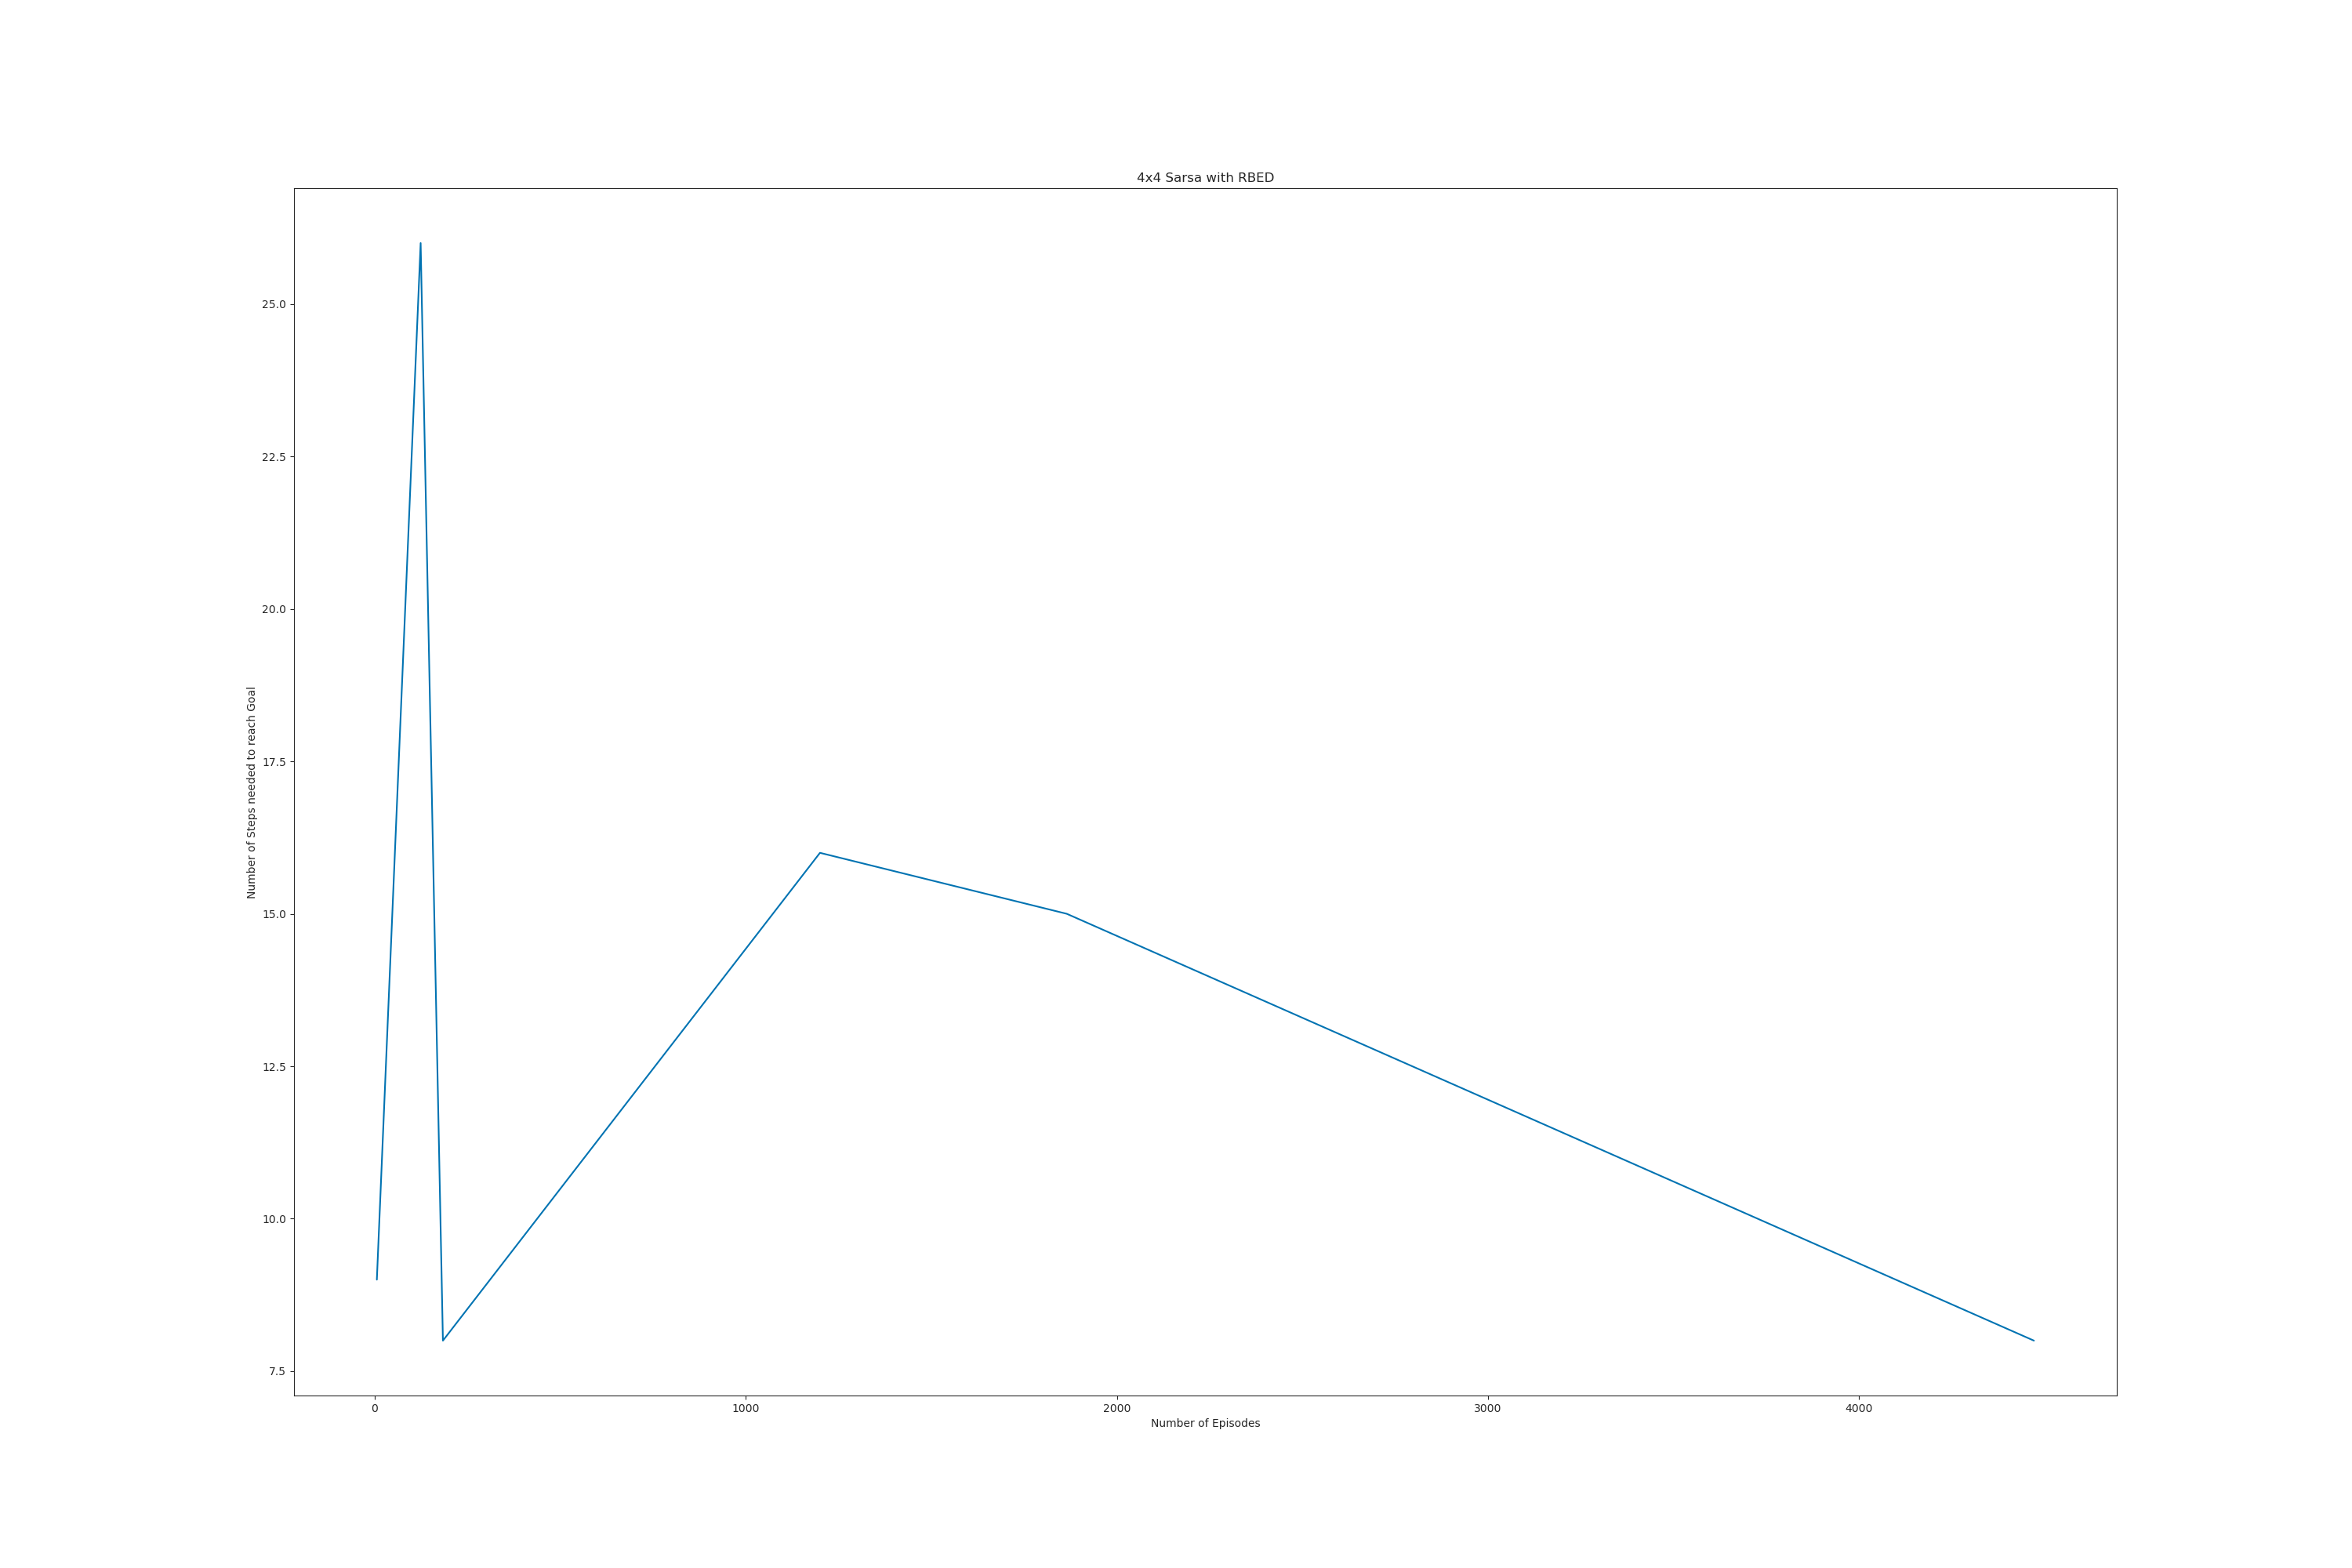 4x4 Sarsa with RBED
Number of Steps needed to reach Goal
25.0
22.5
20.0
17.5
15.0
12.5
10.0
7.5
0 1000 2000 3000 4000
Number of Episodes